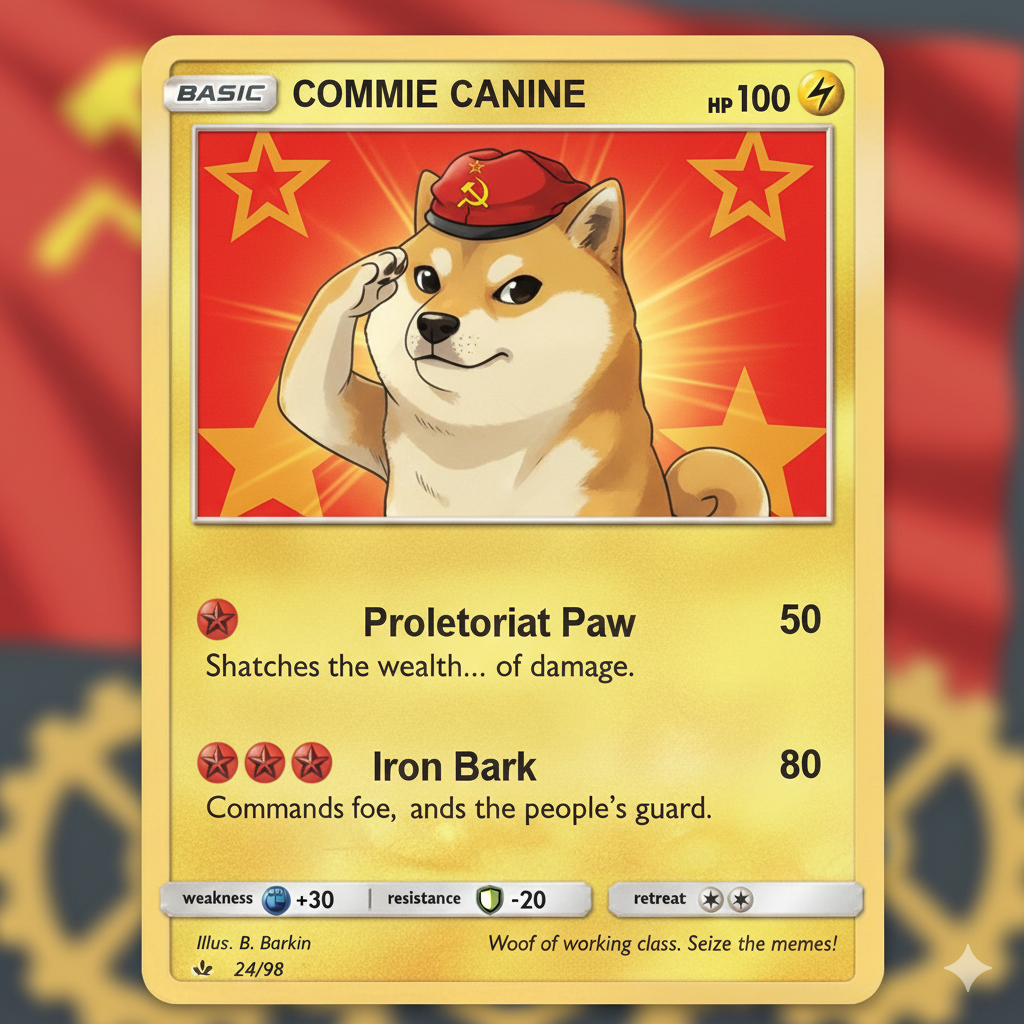 BASIC COMMIE CANINE HP 100
Proletoriat Paw 50
Shatches the wealth... of damage.
Iron Bark 80
Commands foe, ands the people's guard.
weakness +30 | resistance -20 retreat
Illus. B. Barkin Woof of working class. Seize the memes!
24/98